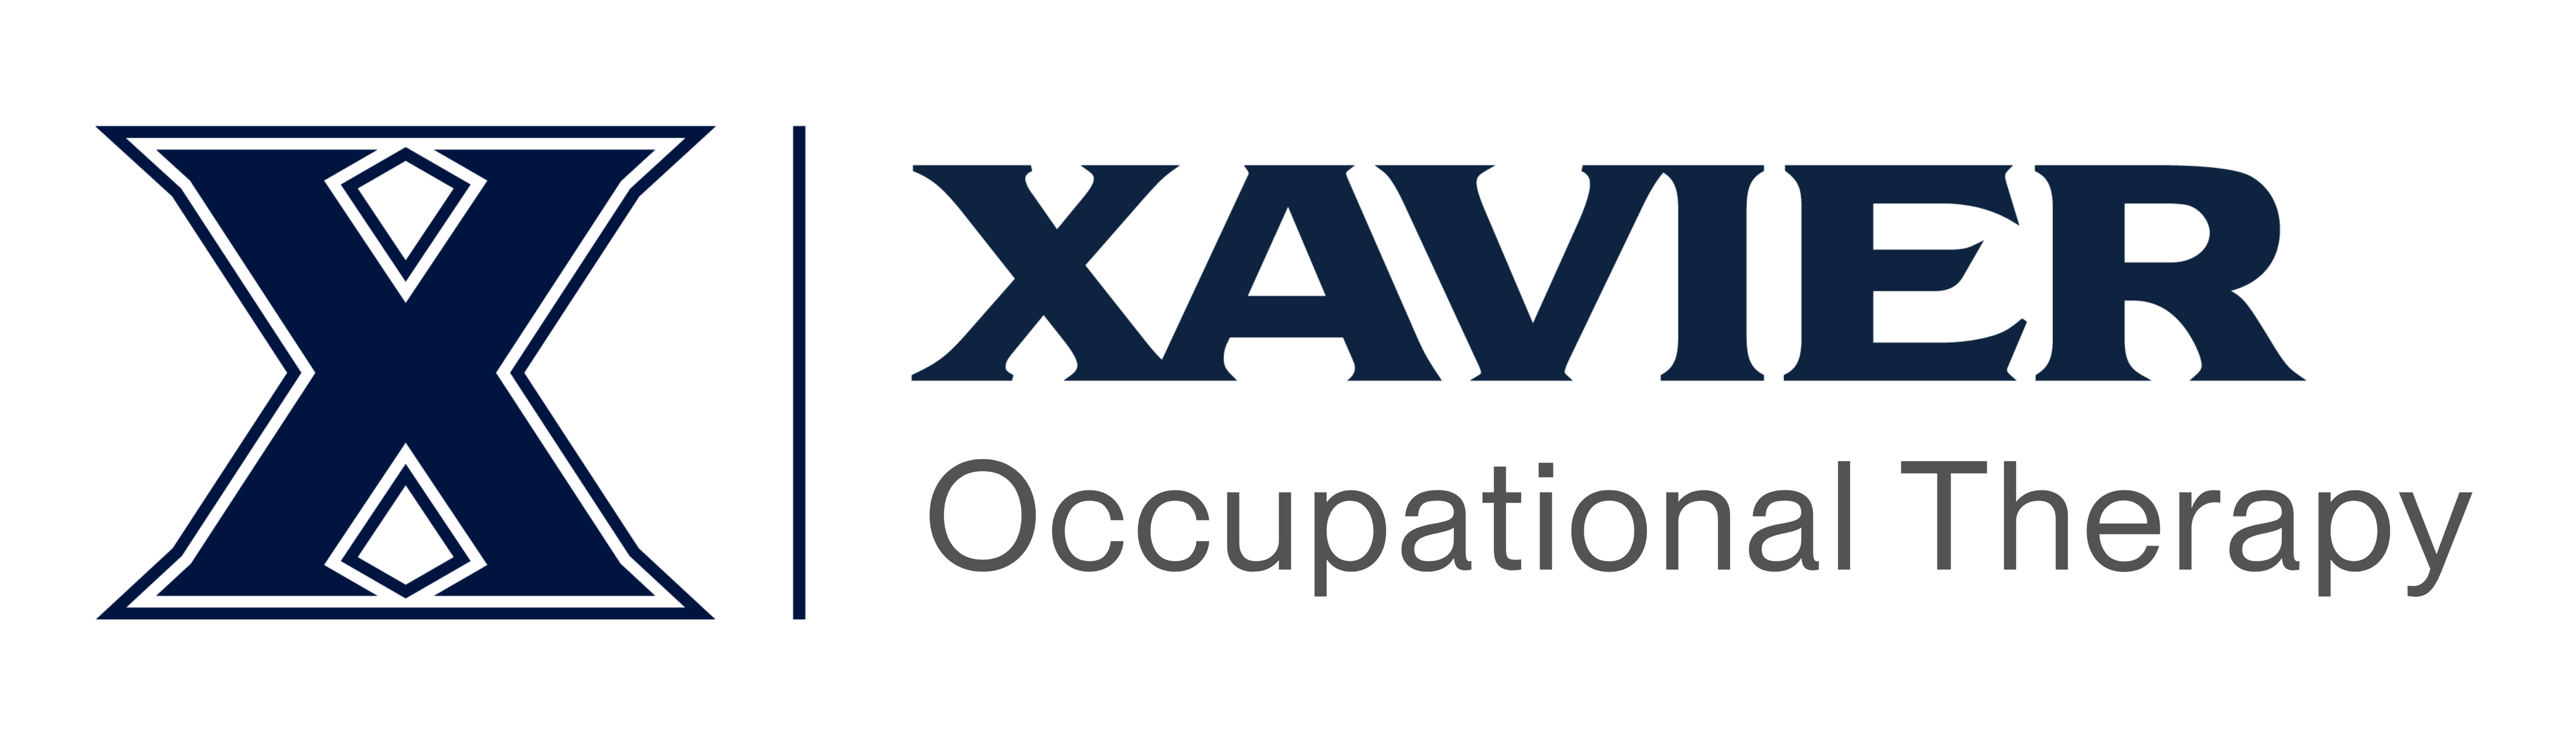 X
XAVIER
Occupational Therapy